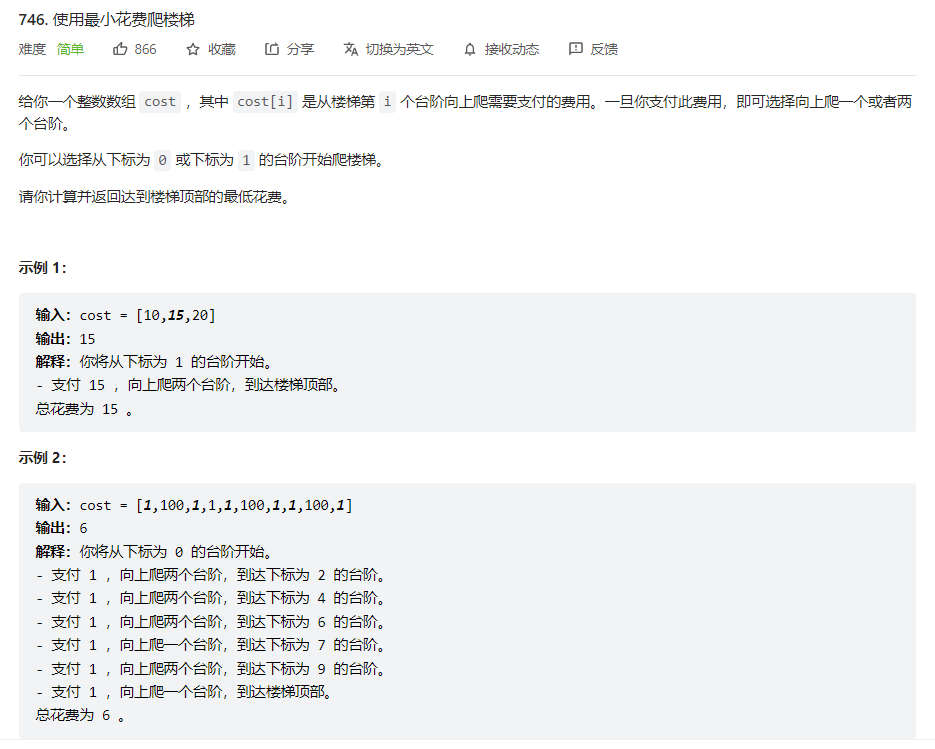 746. 使用最小花费爬楼梯
难度 简单 866 收藏 分享 切换为英文 接收动态 反馈
给你一个整数数组 cost ，其中 cost[i] 是从楼梯第 i 个台阶向上爬需要支付的费用。一旦你支付此费用，即可选择向上爬一个或者两
个台阶。
你可以选择从下标为 0 或下标为 1 的台阶开始爬楼梯。
请你计算并返回达到楼梯顶部的最低花费。
示例 1：
输入：cost = [10,15,20]
输出：15
解释：你将从下标为 1 的台阶开始。
- 支付 15 ，向上爬两个台阶，到达楼梯顶部。
总花费为 15 。
示例 2：
输入：cost = [1,100,1,1,1,100,1,1,100,1]
输出：6
解释：你将从下标为 0 的台阶开始。
- 支付 1 ，向上爬两个台阶，到达下标为 2 的台阶。
- 支付 1 ，向上爬两个台阶，到达下标为 4 的台阶。
- 支付 1 ，向上爬两个台阶，到达下标为 6 的台阶。
- 支付 1 ，向上爬一个台阶，到达下标为 7 的台阶。
- 支付 1 ，向上爬两个台阶，到达下标为 9 的台阶。
- 支付 1 ，向上爬一个台阶，到达楼梯顶部。
总花费为 6 。